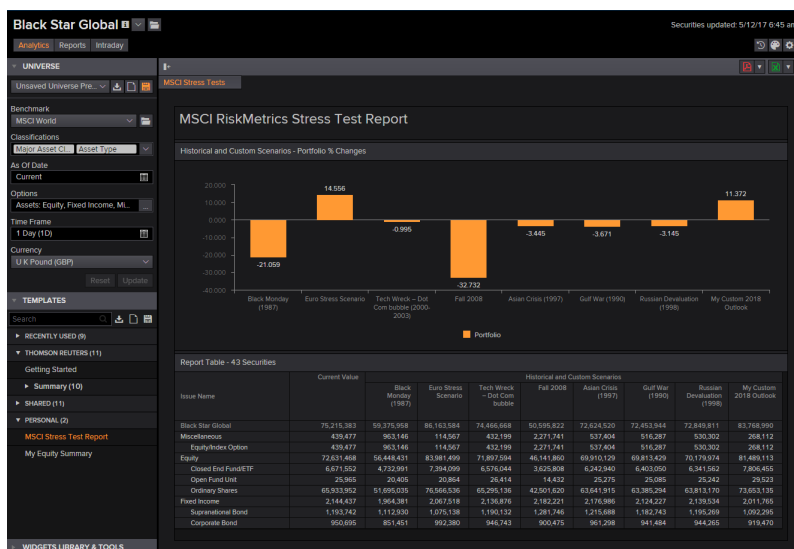 Black Star Global
Securities updated: 5/12/17 6:45 am
Analytics Reports Intraday
UNIVERSE
Unsaved Universe Pre...
Benchmark
MSCI World
Classifications
Major Asset Cl... Asset Type
As Of Date
Current
Options
Assets: Equity, Fixed Income, Mi...
Time Frame
1 Day (1D)
Currency
U K Pound (GBP)
Reset Update
TEMPLATES
Search
RECENTLY USED (9)
THOMSON REUTERS (11)
Getting Started
Summary (10)
SHARED (11)
PERSONAL (2)
MSCI Stress Test Report
My Equity Summary
WIDGETS LIBRARY & TOOLS
MSCI Stress Tests
MSCI RiskMetrics Stress Test Report
Historical and Custom Scenarios - Portfolio % Changes
20.000
10.000
0.000
-10.000
-20.000
-30.000
-40.000
-21.059
14.556
-0.995
-32.732
-3.445
-3.671
-3.145
11.372
Black Monday (1987)
Euro Stress Scenario
Tech Wreck – Dot Com bubble (2000-2003)
Fall 2008
Asian Crisis (1997)
Gulf War (1990)
Russian Devaluation (1998)
My Custom 2018 Outlook
Portfolio
Report Table - 43 Securities
Current Value Historical and Custom Scenarios
Issue Name Black Monday (1987) Euro Stress Scenario Tech Wreck – Dot Com bubble Fall 2008 Asian Crisis (1997) Gulf War (1990) Russian Devaluation (1998) My Custom 2018 Outlook
Black Star Global 75,215,383 59,375,958 86,163,584 74,466,668 50,595,822 72,624,520 72,453,944 72,849,811 83,768,990
Miscellaneous 439,477 963,146 114,567 432,199 2,271,741 537,404 516,287 530,302 268,112
Equity/Index Option 439,477 963,146 114,567 432,199 2,271,741 537,404 516,287 530,302 268,112
Equity 72,631,468 56,448,431 83,981,499 71,897,594 46,141,860 69,910,129 69,813,429 70,179,974 81,489,113
Closed End Fund/ETF 6,671,552 4,732,991 7,394,099 6,576,044 3,625,808 6,242,940 6,403,050 6,341,562 7,806,455
Open Fund Unit 25,965 20,405 20,864 26,414 14,432 25,275 25,085 25,242 29,523
Ordinary Shares 65,933,952 51,695,035 76,566,536 65,295,136 42,501,620 63,641,915 63,385,294 63,813,170 73,653,135
Fixed Income 2,144,437 1,964,381 2,067,518 2,136,876 2,182,221 2,176,986 2,124,227 2,139,534 2,011,765
Supranational Bond 1,193,742 1,112,930 1,075,138 1,190,132 1,281,746 1,215,688 1,182,743 1,195,269 1,092,295
Corporate Bond 950,695 851,451 992,380 946,743 900,475 961,298 941,484 944,265 919,470